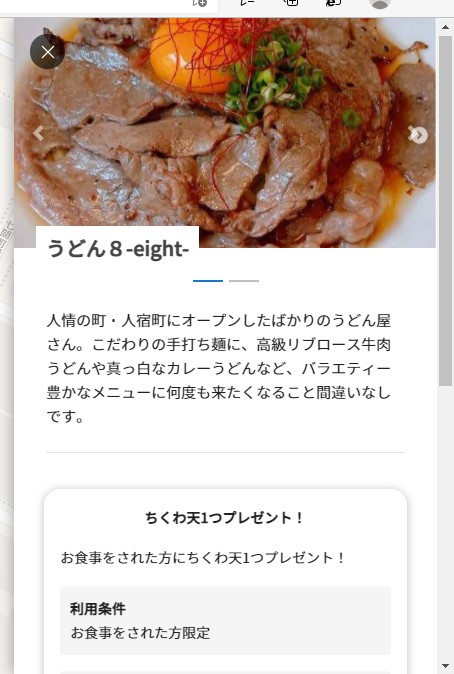 うどん８-eight-
人情の町・人宿町にオープンしたばかりのうどん屋
さん。こだわりの手打ち麺に、高級リブロース牛肉
うどんや真っ白なカレーうどんなど、バラエティー
豊かなメニューに何度も来たくなること間違いなし
です。
ちくわ天1つプレゼント！
お食事をされた方にちくわ天1つプレゼント！
利用条件
お食事をされた方限定